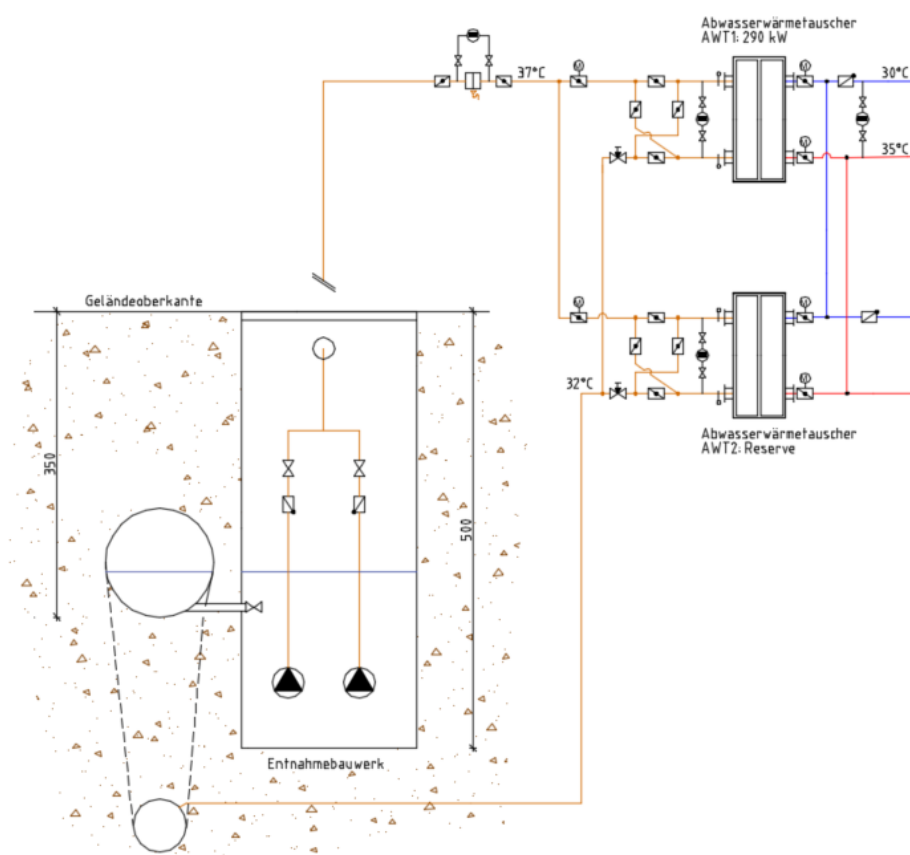 Abwasserwärmetauscher
AWT1: 290 kW
M
37°C
M
M
30°C
M
35°C
Geländeoberkante
M
M
32°C
M
350
500
Abwasserwärmetauscher
AWT2: Reserve
Entnahmebauwerk